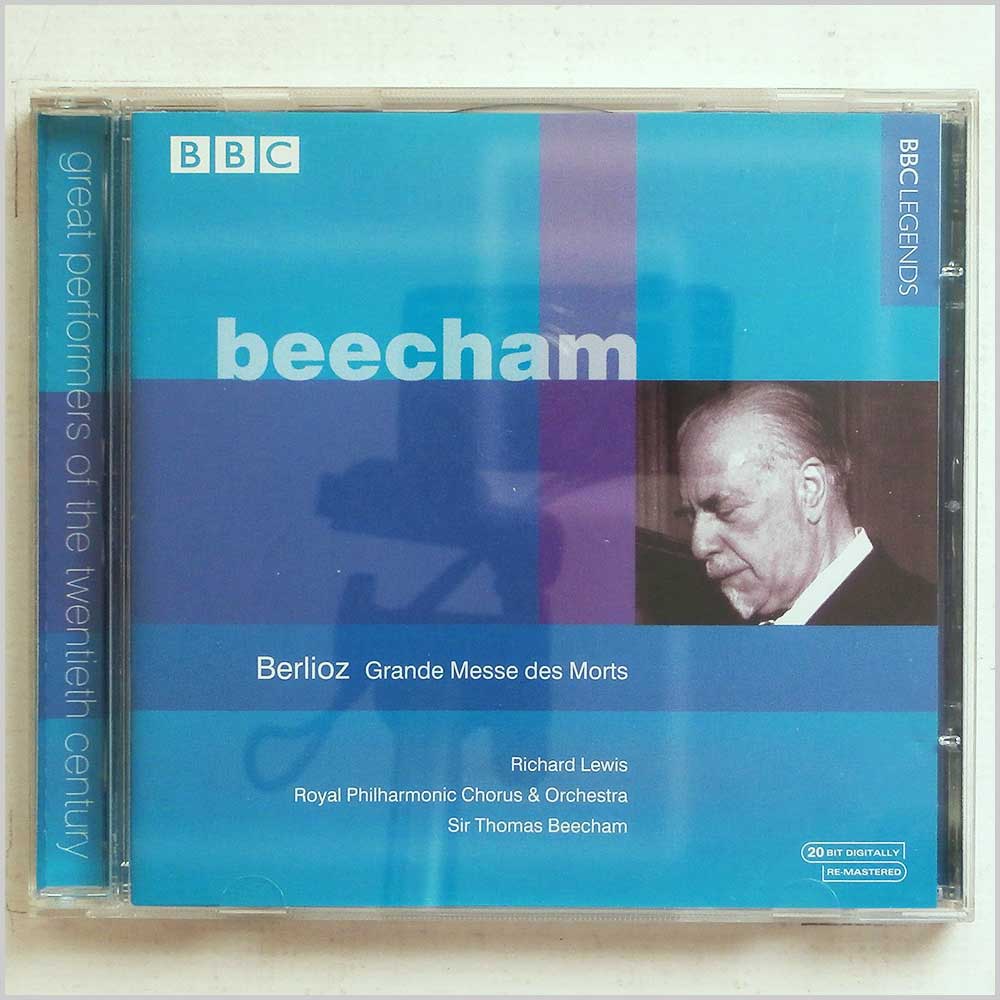 great performers of the twentieth century
BBC
BBC LEGENDS
beecham
Berlioz Grande Messe des Morts
Richard Lewis
Royal Philharmonic Chorus & Orchestra
Sir Thomas Beecham
20 BIT DIGITALLY
RE-MASTERED